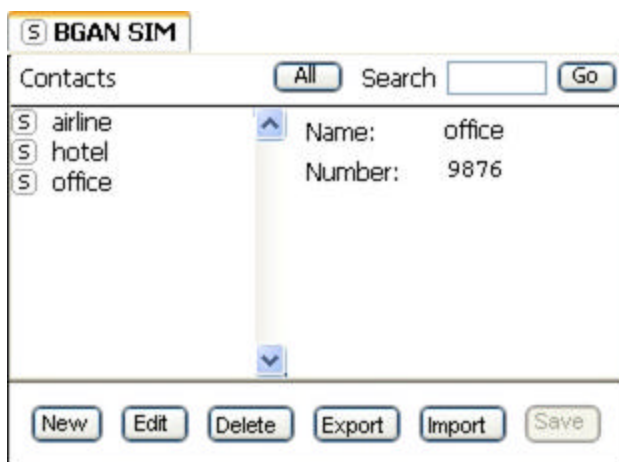 S BGAN SIM
Contacts All Search Go
S airline
S hotel
S office
Name: office
Number: 9876
New Edit Delete Export Import Save